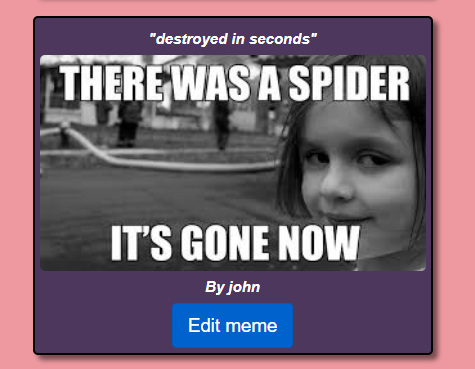 "destroyed in seconds"
THERE WAS A SPIDER
IT'S GONE NOW
By john
Edit meme